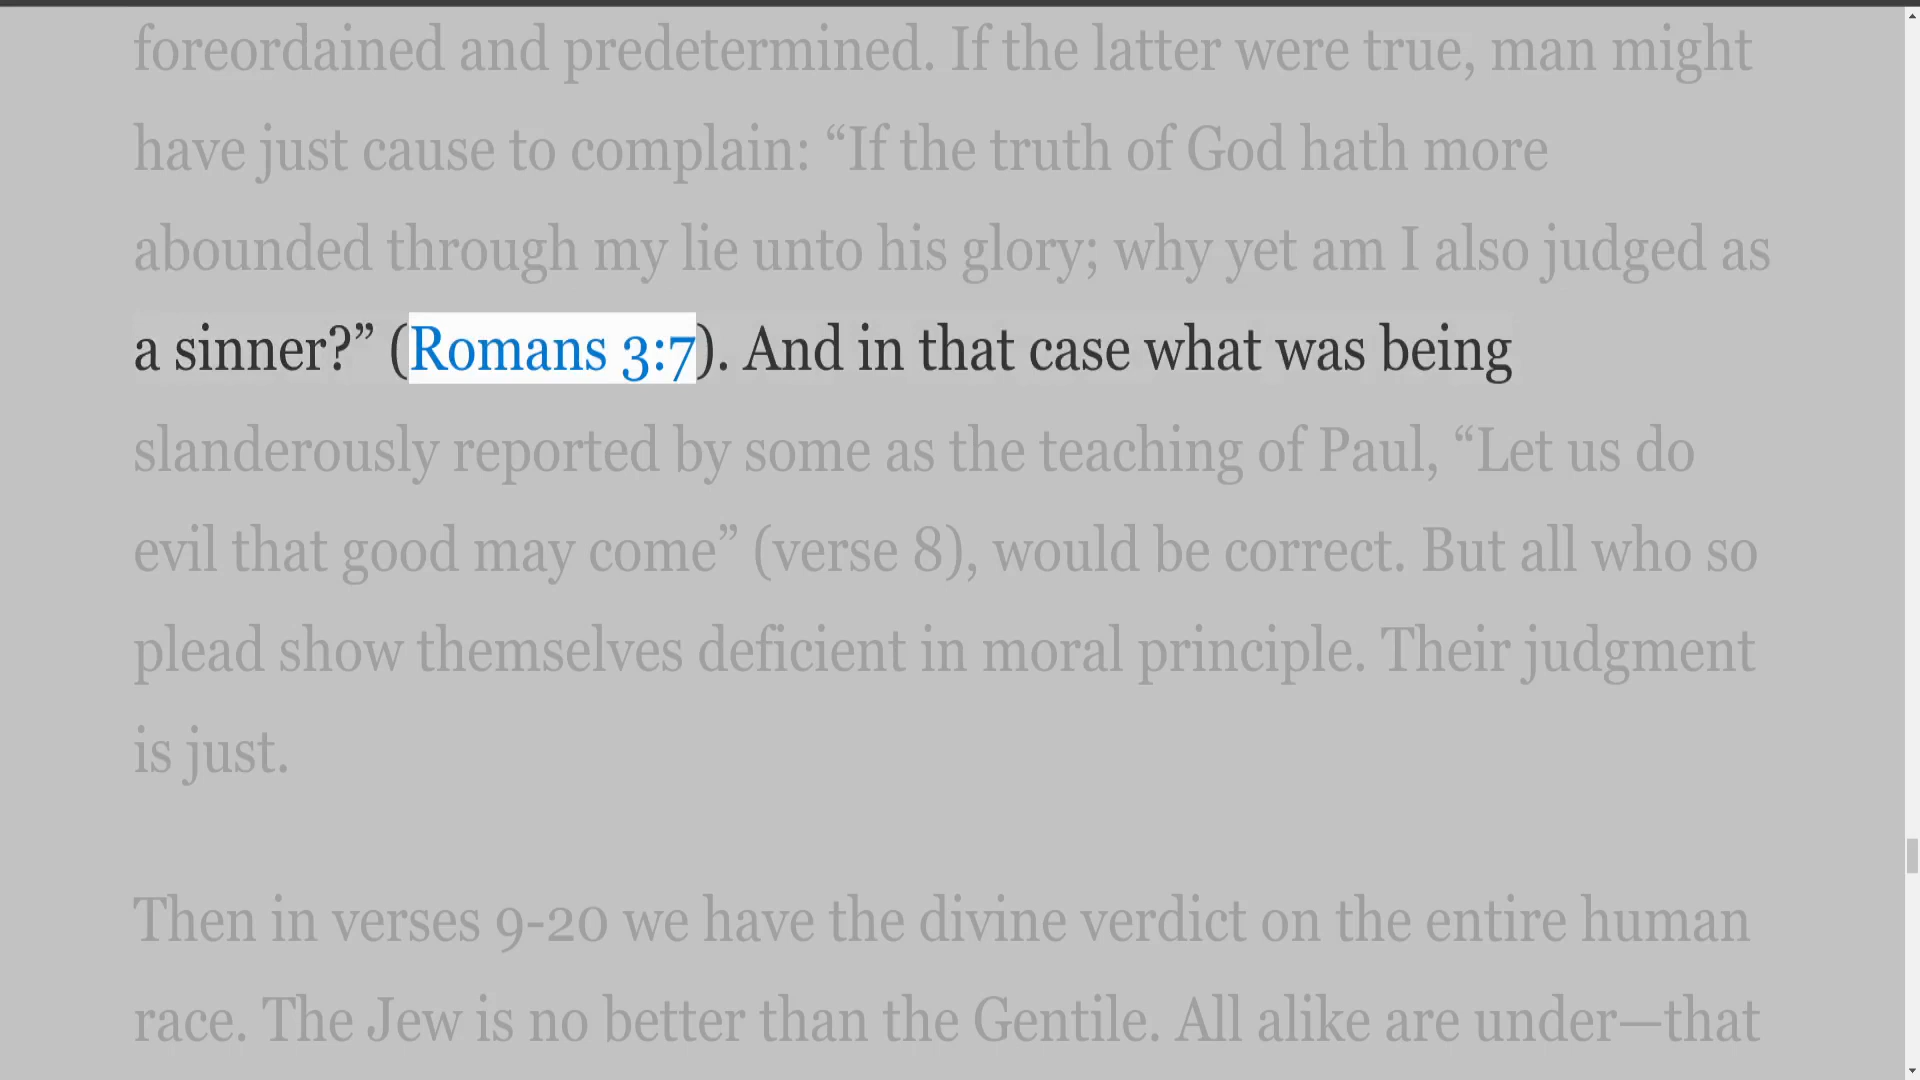 foreordained and predetermined. If the latter were true, man might
have just cause to complain: “If the truth of God hath more
abounded through my lie unto his glory; why yet am I also judged as
a sinner?” (Romans 3:7). And in that case what was being
slanderously reported by some as the teaching of Paul, “Let us do
evil that good may come” (verse 8), would be correct. But all who so
plead show themselves deficient in moral principle. Their judgment
is just.
Then in verses 9-20 we have the divine verdict on the entire human
race. The Jew is no better than the Gentile. All alike are under—that